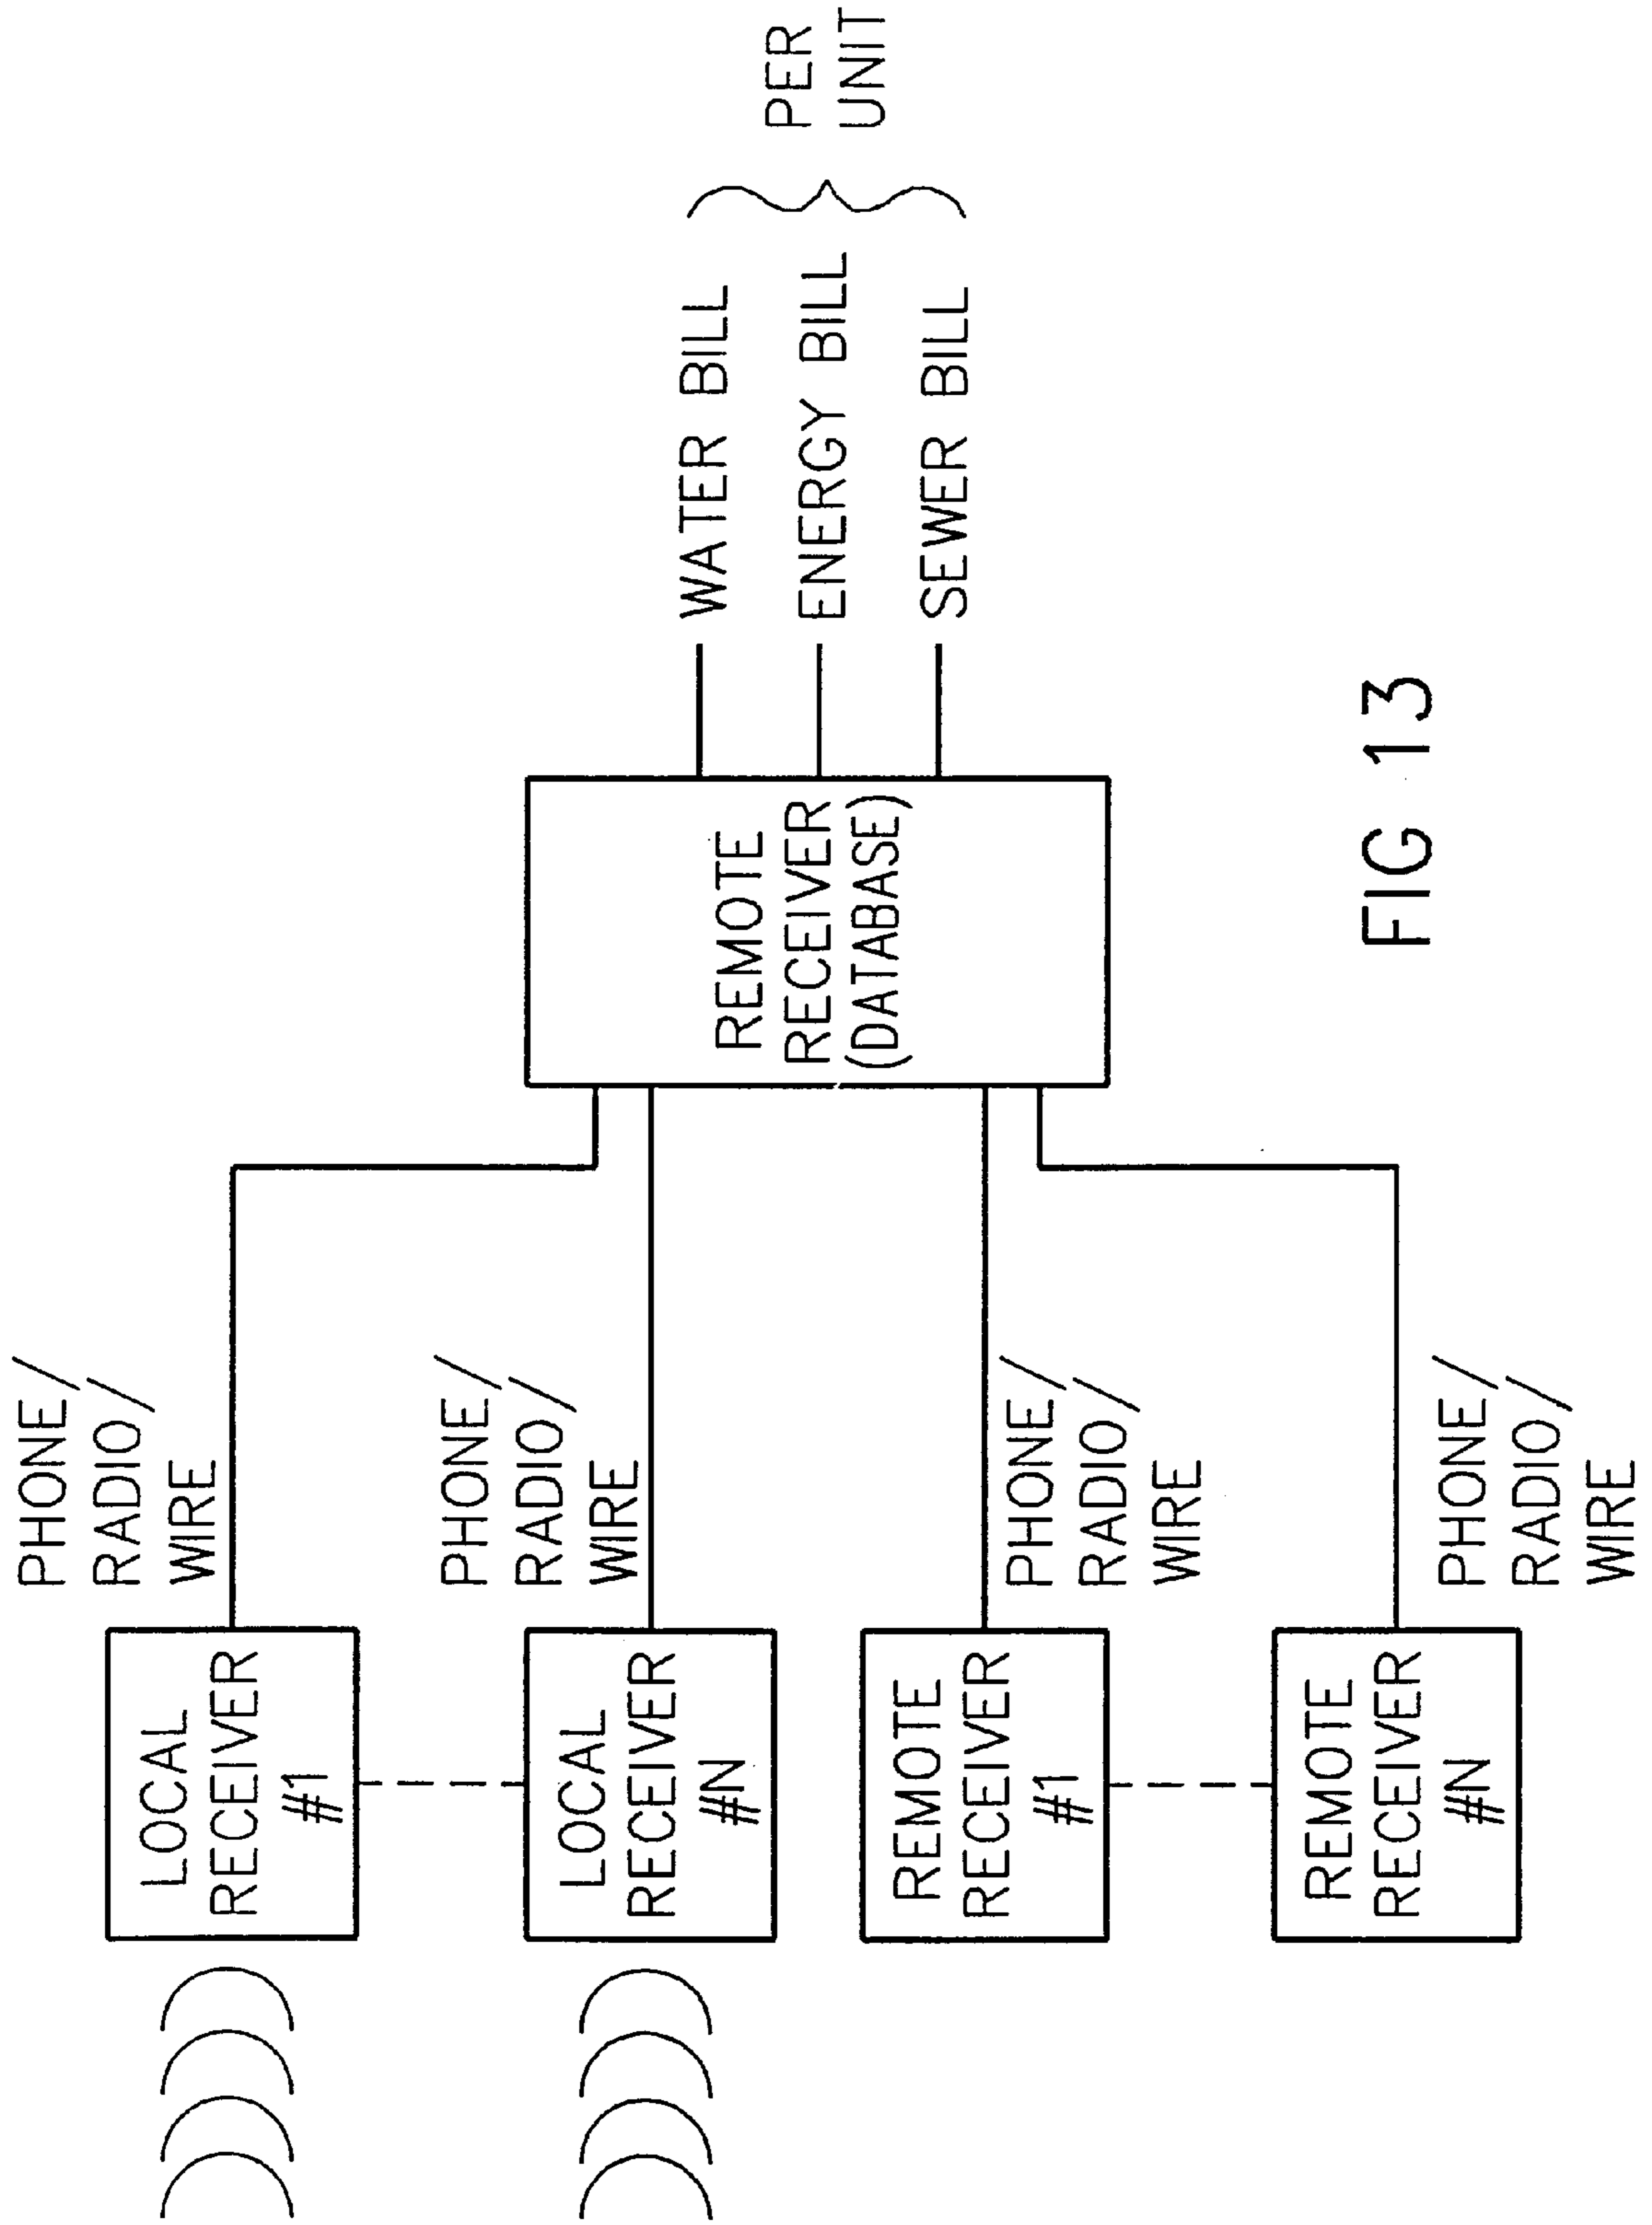 PHONE/
RADIO/
WIRE
LOCAL
RECEIVER
#1
PHONE/
RADIO/
WIRE
LOCAL
RECEIVER
#N
REMOTE
RECEIVER
#1
PHONE/
RADIO/
WIRE
REMOTE
RECEIVER
#N
PHONE/
RADIO/
WIRE
REMOTE
RECEIVER
(DATABASE)
WATER BILL
ENERGY BILL
SEWER BILL
PER
UNIT
FIG 13